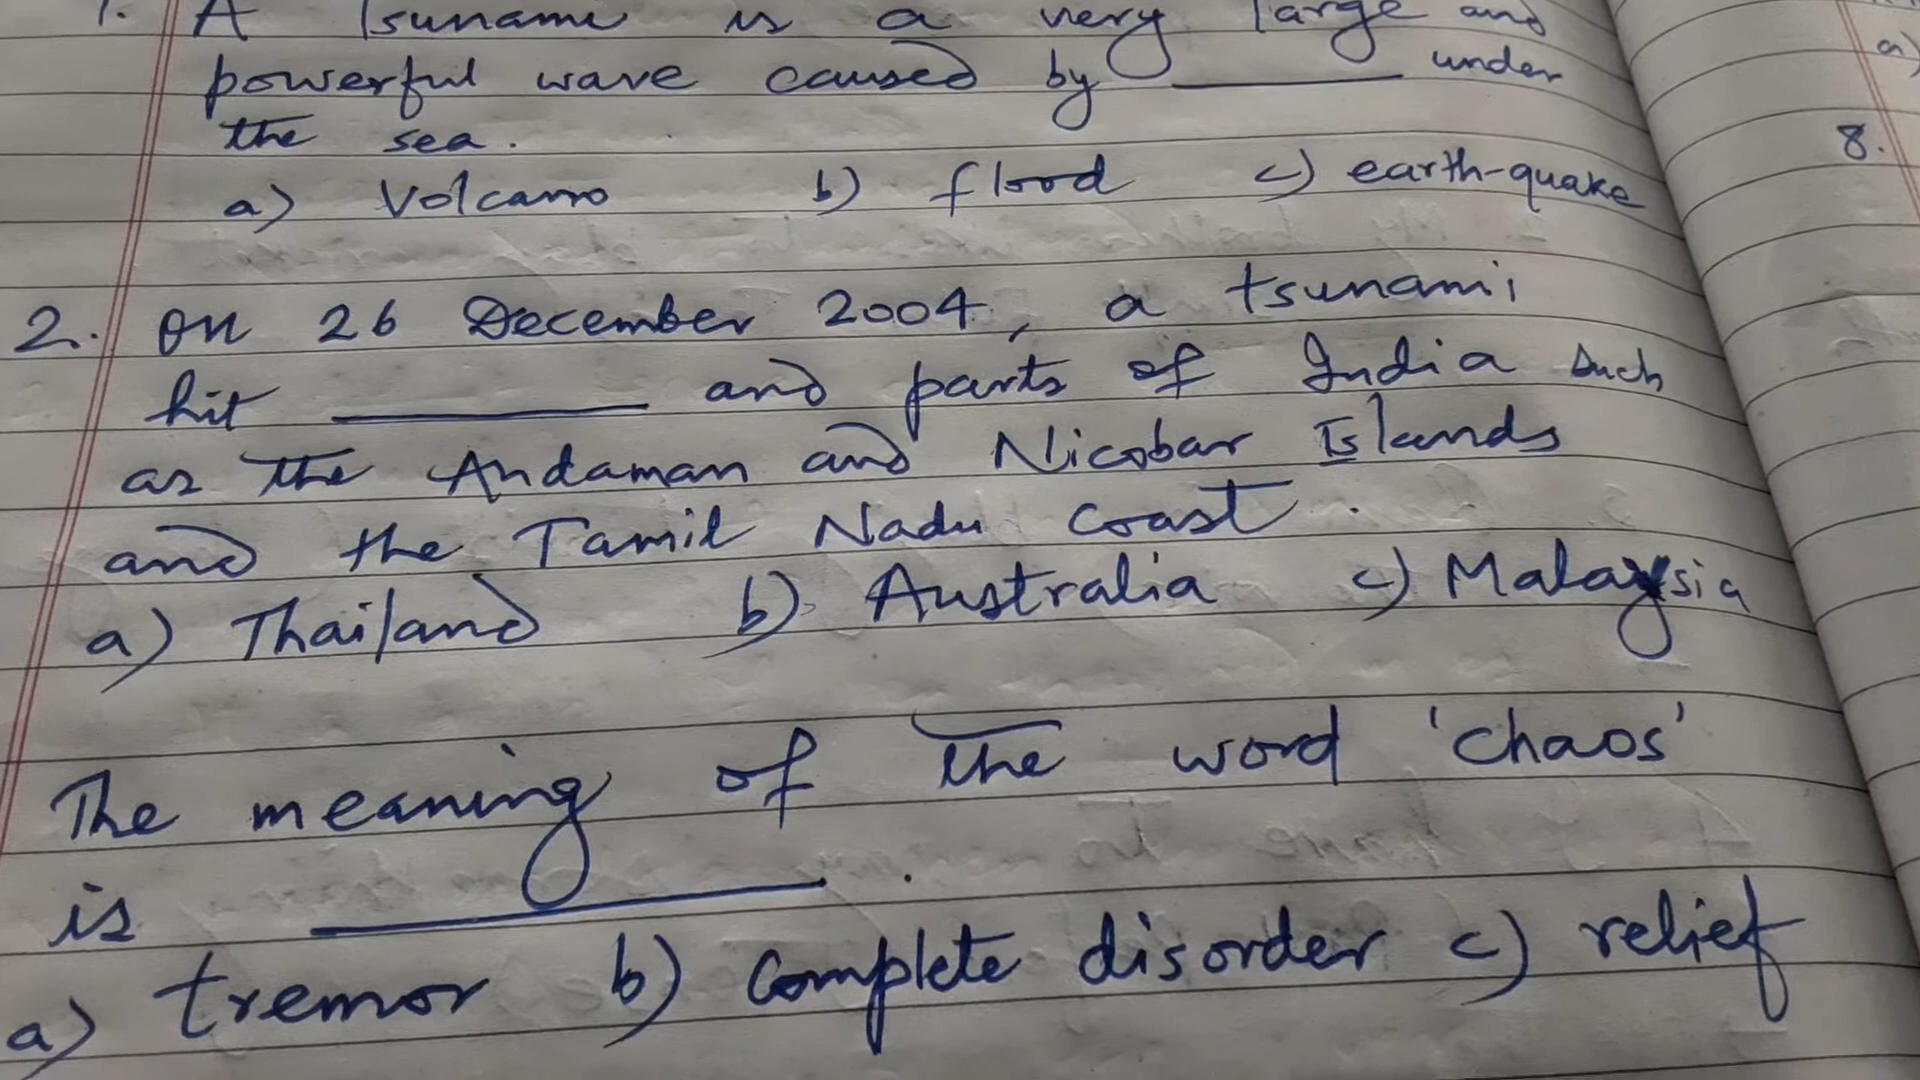 1. A Tsunami is a very large and
powerful wave caused by ______ under
the sea.
a) Volcano b) flood c) earth-quake
2. On 26 December 2004, a tsunami
hit ______ and parts of India such
as the Andaman and Nicobar Islands
and the Tamil Nadu coast.
a) Thailand b) Australia c) Malaysia
The meaning of the word 'chaos'
is ______.
a) tremor b) Complete disorder c) relief
a)
8.